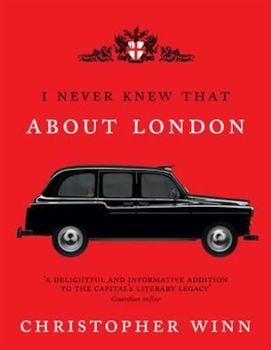 I NEVER KNEW THAT
ABOUT LONDON
'A DELIGHTFUL AND INFORMATIVE ADDITION
TO THE CAPITAL'S LITERARY LEGACY'
Guardian online
CHRISTOPHER WINN